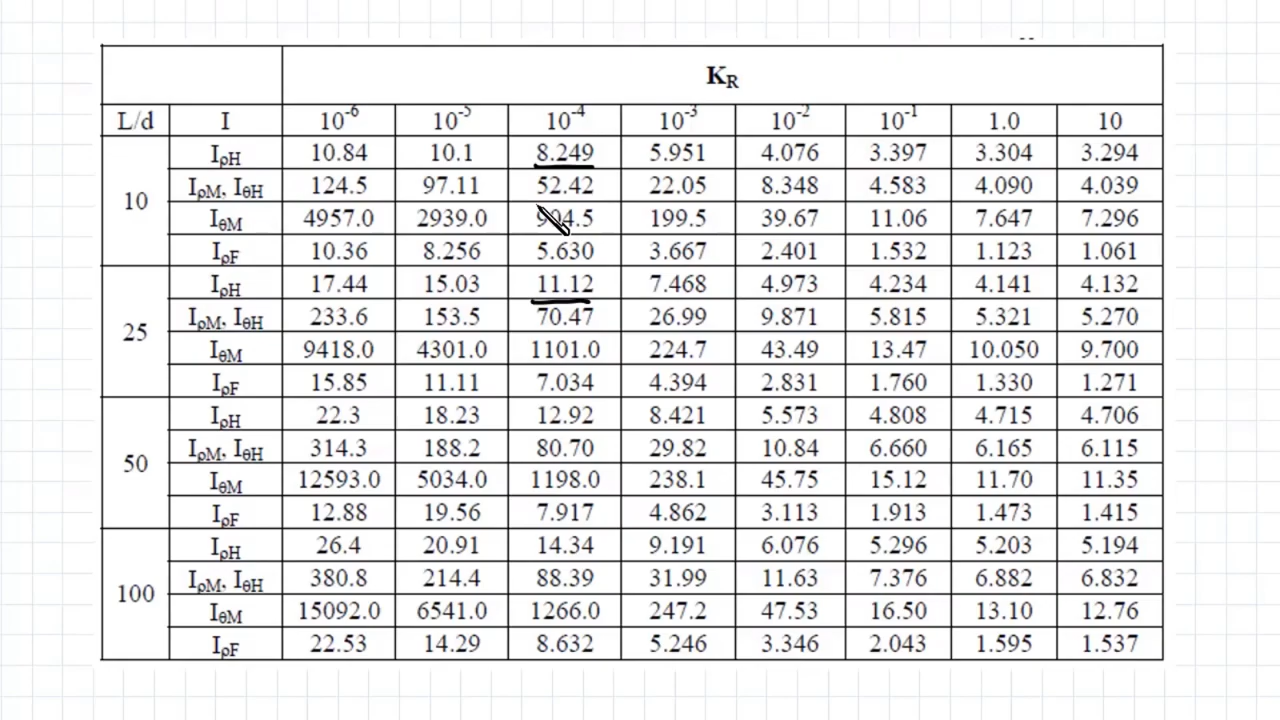 K_R
L/d I 10^-6 10^-5 10^-4 10^-3 10^-2 10^-1 1.0 10
10
I_ρH 10.84 10.1 8.249 5.951 4.076 3.397 3.304 3.294
I_ρM, I_θH 124.5 97.11 52.42 22.05 8.348 4.583 4.090 4.039
I_θM 4957.0 2939.0 904.5 199.5 39.67 11.06 7.647 7.296
I_ρF 10.36 8.256 5.630 3.667 2.401 1.532 1.123 1.061
25
I_ρH 17.44 15.03 11.12 7.468 4.973 4.234 4.141 4.132
I_ρM, I_θH 233.6 153.5 70.47 26.99 9.871 5.815 5.321 5.270
I_θM 9418.0 4301.0 1101.0 224.7 43.49 13.47 10.050 9.700
I_ρF 15.85 11.11 7.034 4.394 2.831 1.760 1.330 1.271
50
I_ρH 22.3 18.23 12.92 8.421 5.573 4.808 4.715 4.706
I_ρM, I_θH 314.3 188.2 80.70 29.82 10.84 6.660 6.165 6.115
I_θM 12593.0 5034.0 1198.0 238.1 45.75 15.12 11.70 11.35
I_ρF 12.88 19.56 7.917 4.862 3.113 1.913 1.473 1.415
100
I_ρH 26.4 20.91 14.34 9.191 6.076 5.296 5.203 5.194
I_ρM, I_θH 380.8 214.4 88.39 31.99 11.63 7.376 6.882 6.832
I_θM 15092.0 6541.0 1266.0 247.2 47.53 16.50 13.10 12.76
I_ρF 22.53 14.29 8.632 5.246 3.346 2.043 1.595 1.537